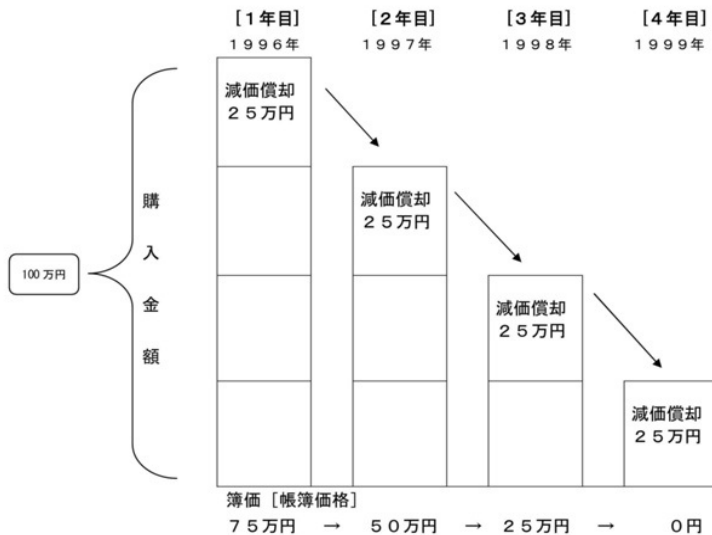 [１年目] [２年目] [３年目] [４年目]
１９９６年 １９９７年 １９９８年 １９９９年
減価償却
２５万円
減価償却
２５万円
減価償却
２５万円
減価償却
２５万円
購入金額
100万円
簿価［帳簿価格］
７５万円 → ５０万円 → ２５万円 → ０円